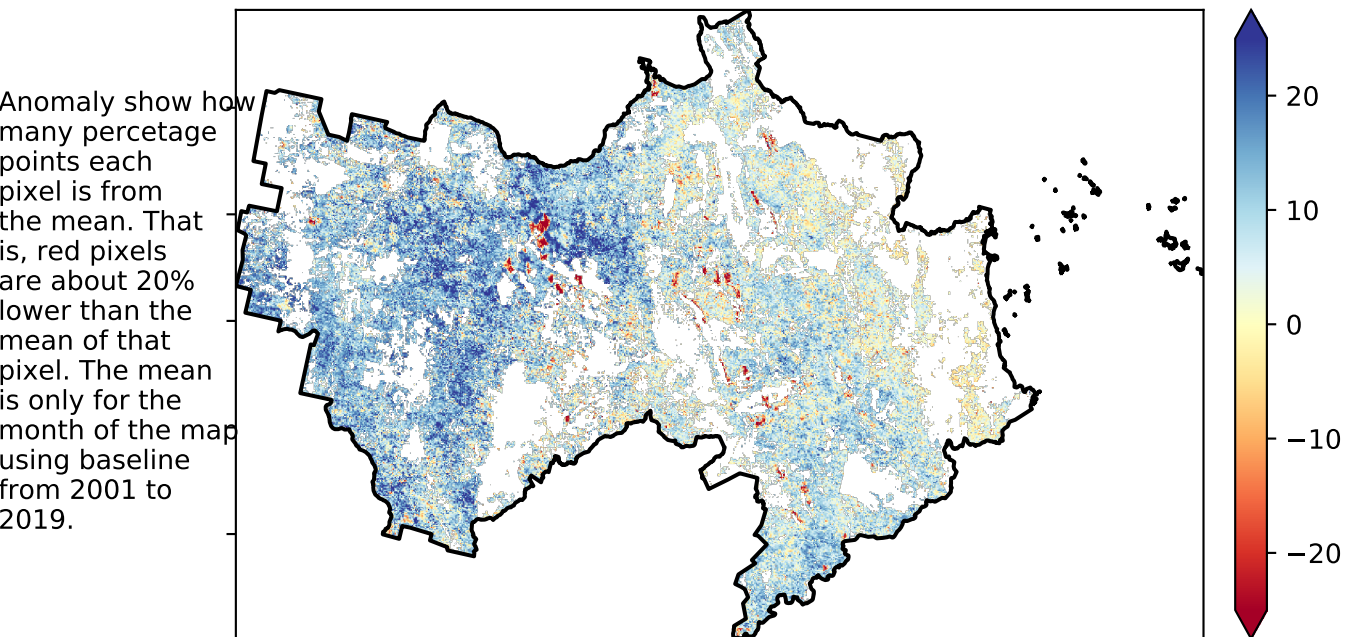 Anomaly show how
many percetage
points each
pixel is from
the mean. That
is, red pixels
are about 20%
lower than the
mean of that
pixel. The mean
is only for the
month of the map
using baseline
from 2001 to
2019.
20
10
0
−10
−20